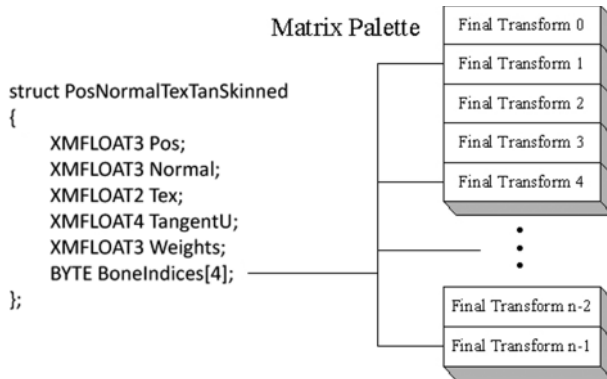 Matrix Palette
struct PosNormalTexTanSkinned
{
XMFLOAT3 Pos;
XMFLOAT3 Normal;
XMFLOAT2 Tex;
XMFLOAT4 TangentU;
XMFLOAT3 Weights;
BYTE BoneIndices[4];
};
Final Transform 0
Final Transform 1
Final Transform 2
Final Transform 3
Final Transform 4
Final Transform n-2
Final Transform n-1